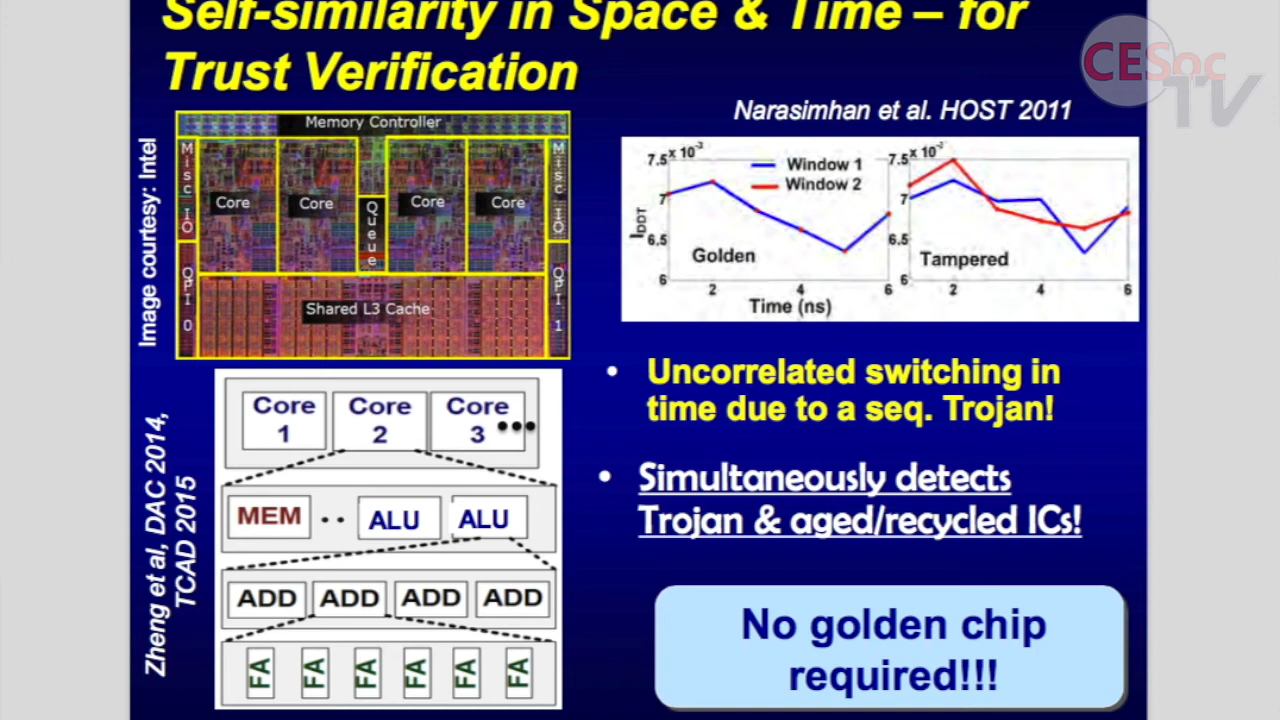 Self-similarity in Space & Time – for
Trust Verification
CESoc
TV
Narasimhan et al. HOST 2011
Image courtesy: Intel
Memory Controller
Misc IO
Core
Core
Queue
Core
Core
Misc IO
QPI 0
Shared L3 Cache
QPI 1
7.5 x 10⁻³
7
6.5
6
I_DDT
Window 1
Window 2
Golden
2
4
6
7.5 x 10⁻³
7
6.5
6
Tampered
2
4
6
Time (ns)
Zheng et al, DAC 2014,
TCAD 2015
Core 1
Core 2
Core 3 •••
MEM •• ALU ALU
ADD ADD ADD ADD
FA FA FA FA FA FA
• Uncorrelated switching in
time due to a seq. Trojan!
• Simultaneously detects
Trojan & aged/recycled ICs!
No golden chip
required!!!